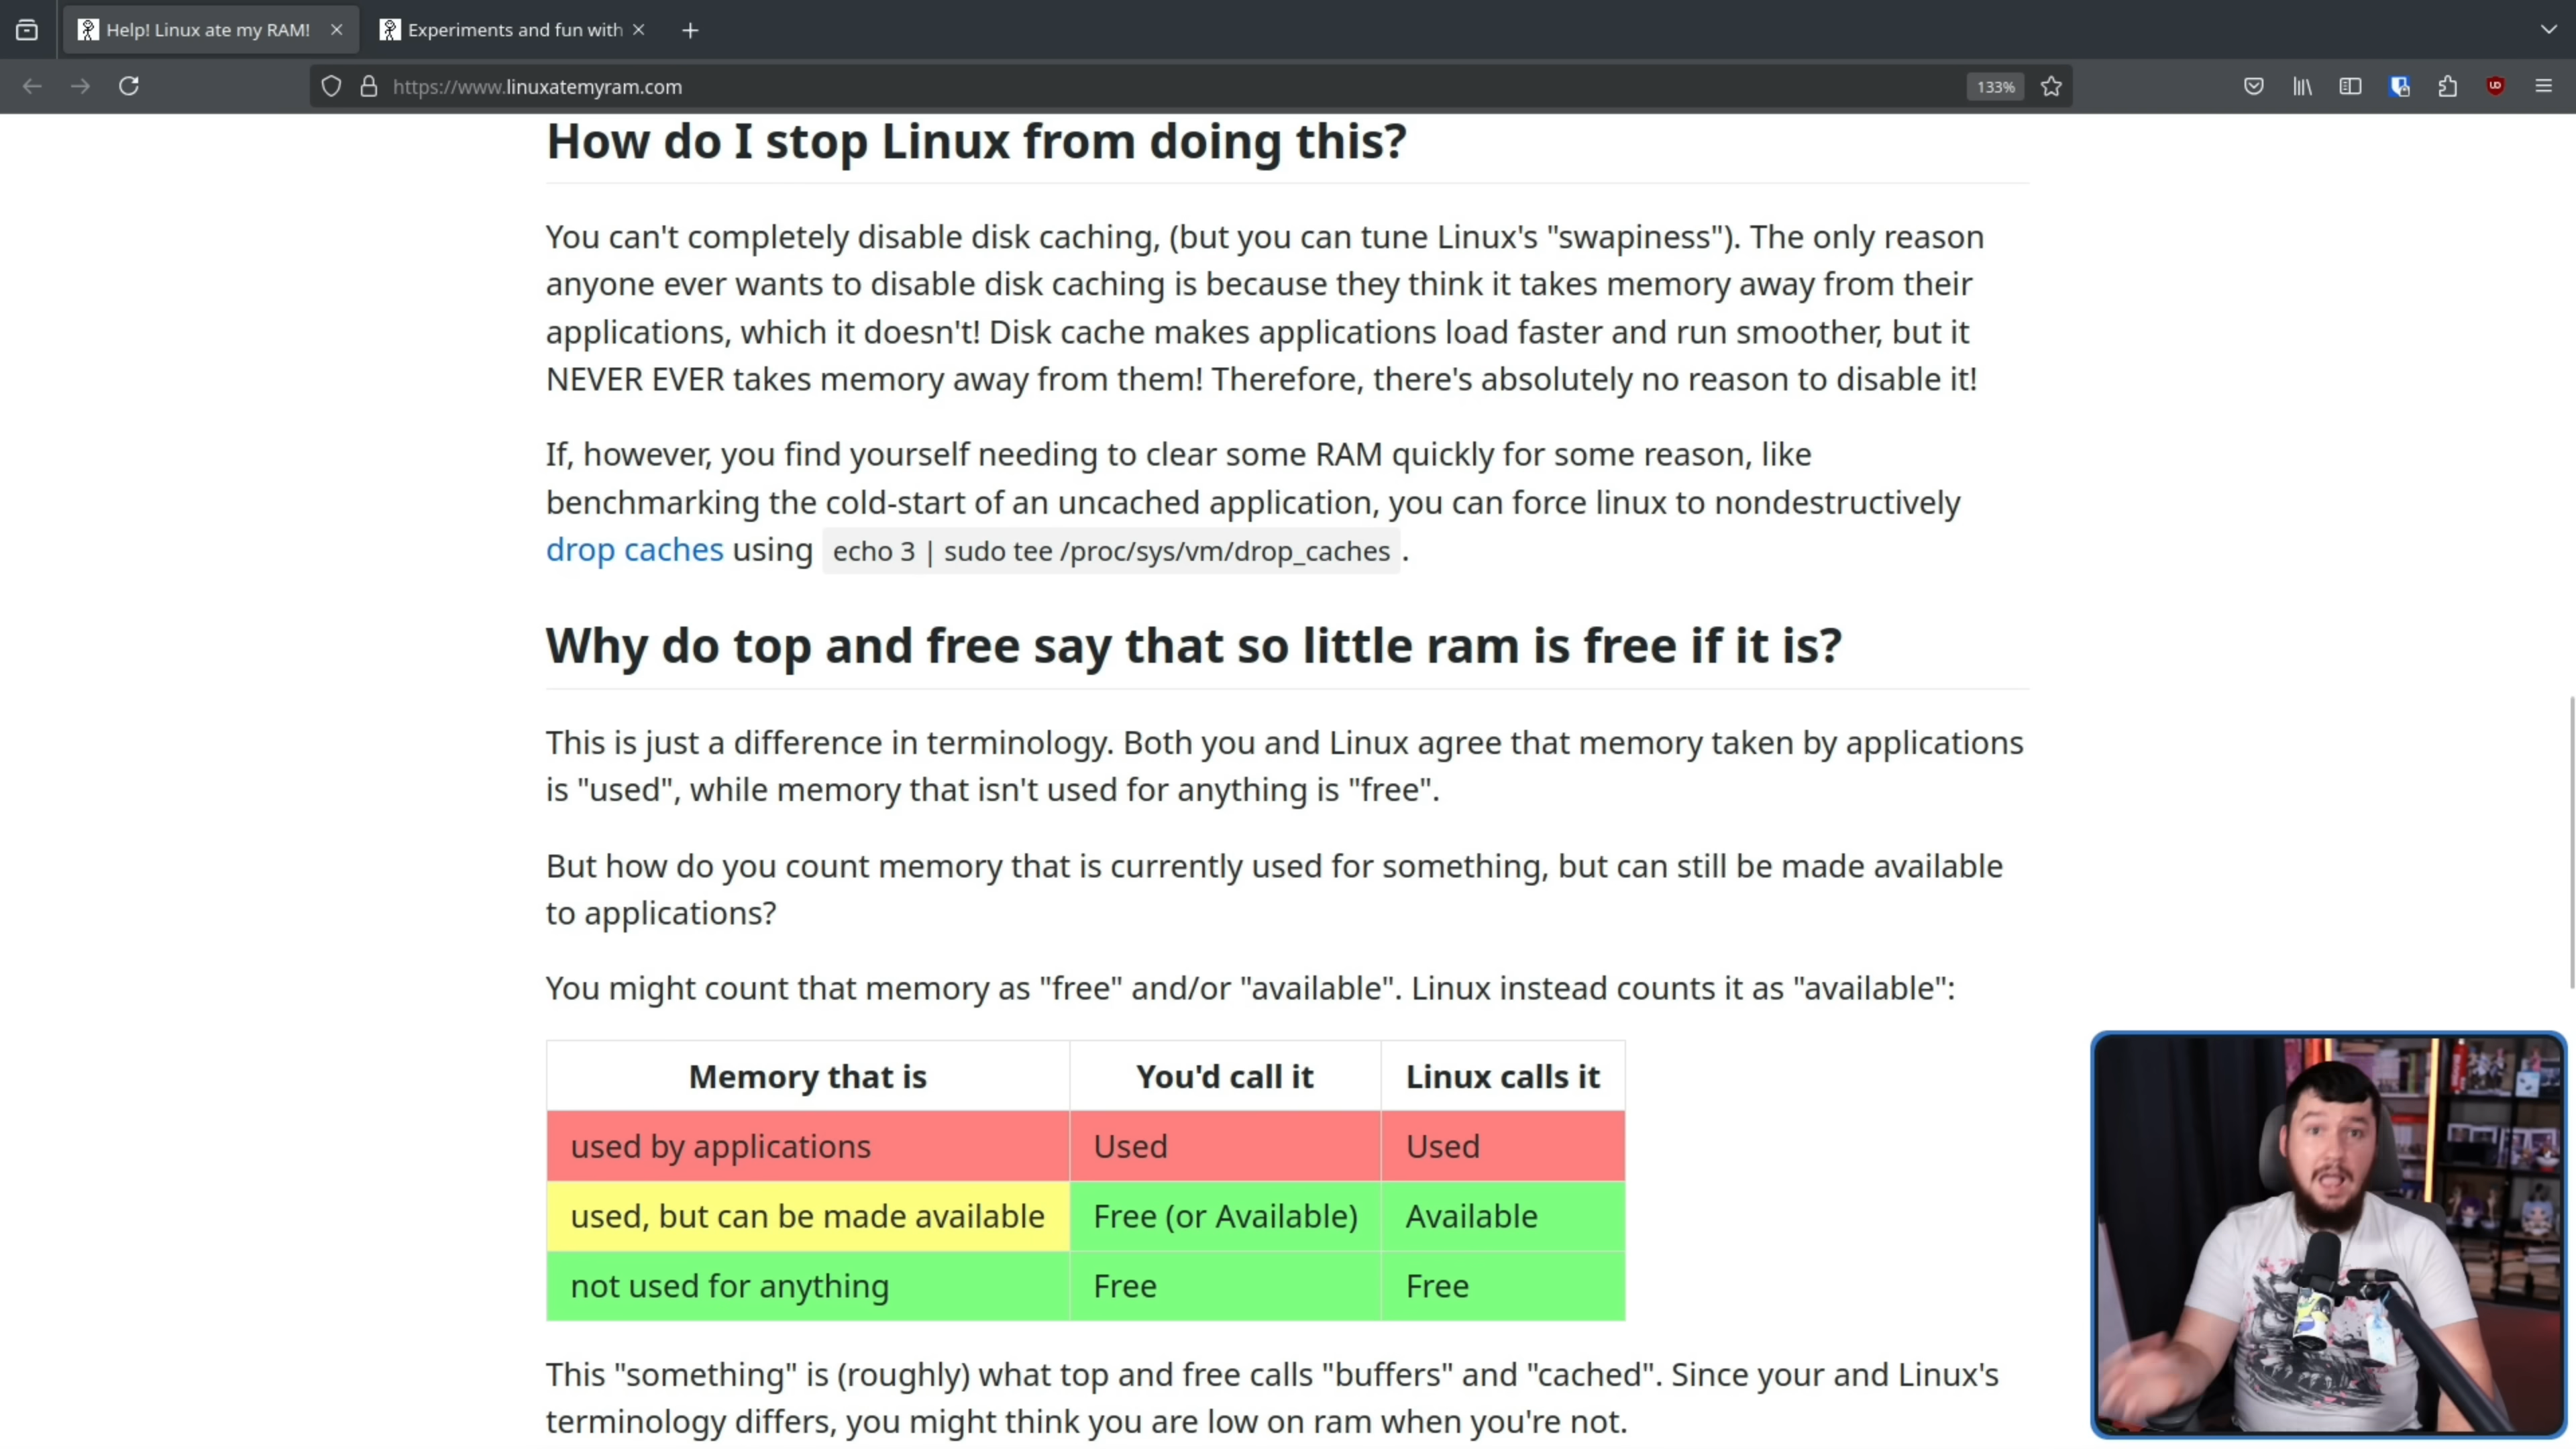 Help! Linux ate my RAM!
Experiments and fun with
https://www.linuxatemyram.com
133%
How do I stop Linux from doing this?
You can't completely disable disk caching, (but you can tune Linux's "swapiness"). The only reason
anyone ever wants to disable disk caching is because they think it takes memory away from their
applications, which it doesn't! Disk cache makes applications load faster and run smoother, but it
NEVER EVER takes memory away from them! Therefore, there's absolutely no reason to disable it!
If, however, you find yourself needing to clear some RAM quickly for some reason, like
benchmarking the cold-start of an uncached application, you can force linux to nondestructively
drop caches using echo 3 | sudo tee /proc/sys/vm/drop_caches .
Why do top and free say that so little ram is free if it is?
This is just a difference in terminology. Both you and Linux agree that memory taken by applications
is "used", while memory that isn't used for anything is "free".
But how do you count memory that is currently used for something, but can still be made available
to applications?
You might count that memory as "free" and/or "available". Linux instead counts it as "available":
Memory that is You'd call it Linux calls it
used by applications Used Used
used, but can be made available Free (or Available) Available
not used for anything Free Free
This "something" is (roughly) what top and free calls "buffers" and "cached". Since your and Linux's
terminology differs, you might think you are low on ram when you're not.